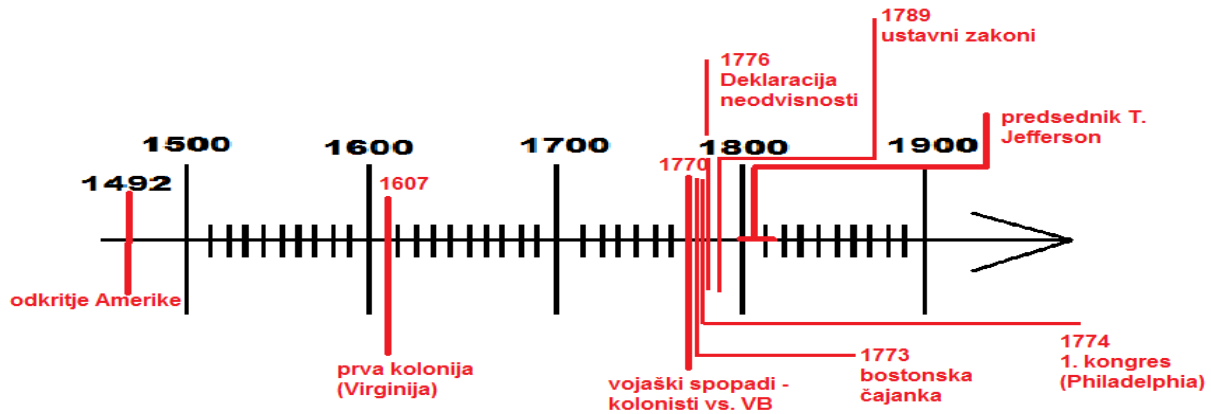 1789
ustavni zakoni
1776
Deklaracija
neodvisnosti
predsednik T.
Jefferson
1500
1600
1700
1800
1900
1770
1492
1607
odkritje Amerike
prva kolonija
(Virginija)
vojaški spopadi -
kolonisti vs. VB
1773
bostonska
čajanka
1774
1. kongres
(Philadelphia)